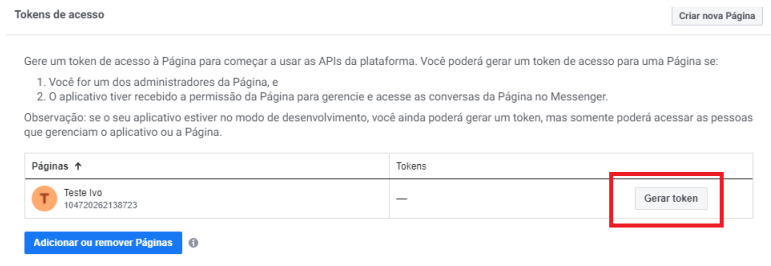 Tokens de acesso
Criar nova Página
Gere um token de acesso à Página para começar a usar as APIs da plataforma. Você poderá gerar um token de acesso para uma Página se:
1. Você for um dos administradores da Página, e
2. O aplicativo tiver recebido a permissão da Página para gerencie e acesse as conversas da Página no Messenger.
Observação: se o seu aplicativo estiver no modo de desenvolvimento, você ainda poderá gerar um token, mas somente poderá acessar as pessoas
que gerenciam o aplicativo ou a Página.
Páginas ↑
Tokens
T
Teste Ivo
104720262138723
—
Gerar token
Adicionar ou remover Páginas